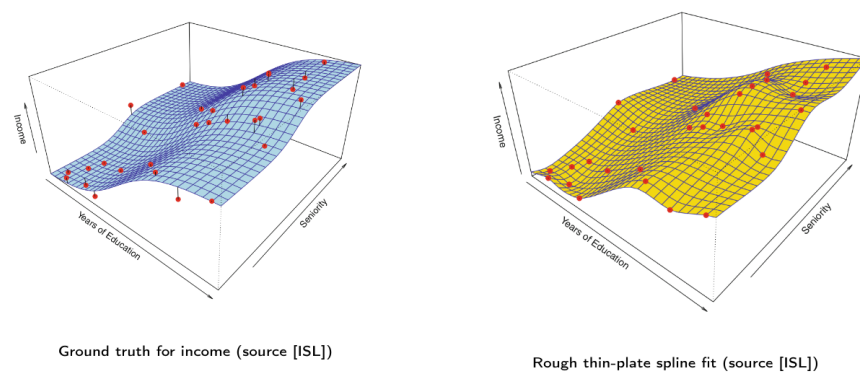 Income
Years of Education
Seniority
Income
Years of Education
Seniority
Ground truth for income (source [ISL])
Rough thin-plate spline fit (source [ISL])